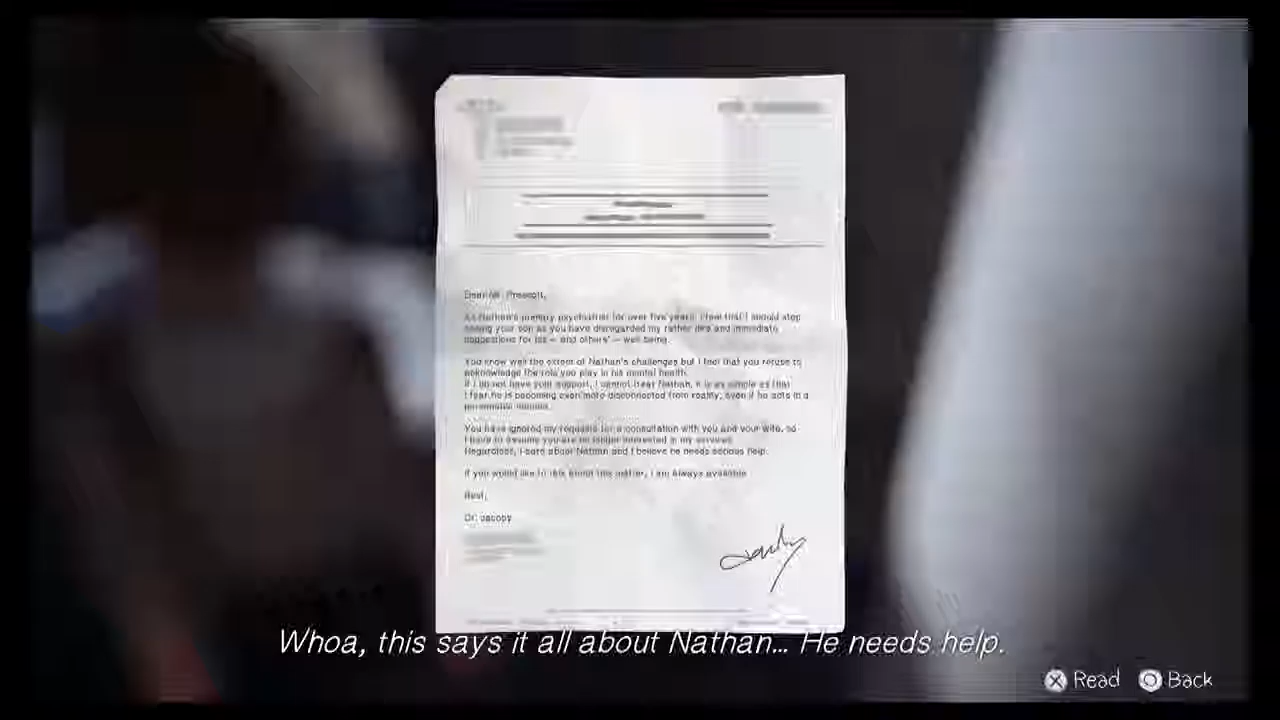 Dear Mr. Prescott,
As Nathan's primary psychiatrist for over five years, I feel that I should stop
seeing your son as you have disregarded my rather dire and immediate
suggestions for his – and others' – well being.
You know well the extent of Nathan's challenges but I feel that you refuse to
acknowledge the role you play in his mental health.
If I do not have your support, I cannot treat Nathan. It is as simple as that.
I fear he is becoming even more disconnected from reality, even if he acts in a
You have ignored my requests for a consultation with you and your wife, so
I have to assume you are no longer interested in my services.
Regardless, I care about Nathan and I believe he needs serious help.
If you would like to talk about this matter, I am always available.
Best,
Dr. Jacoby
Whoa, this says it all about Nathan... He needs help.
Read
Back